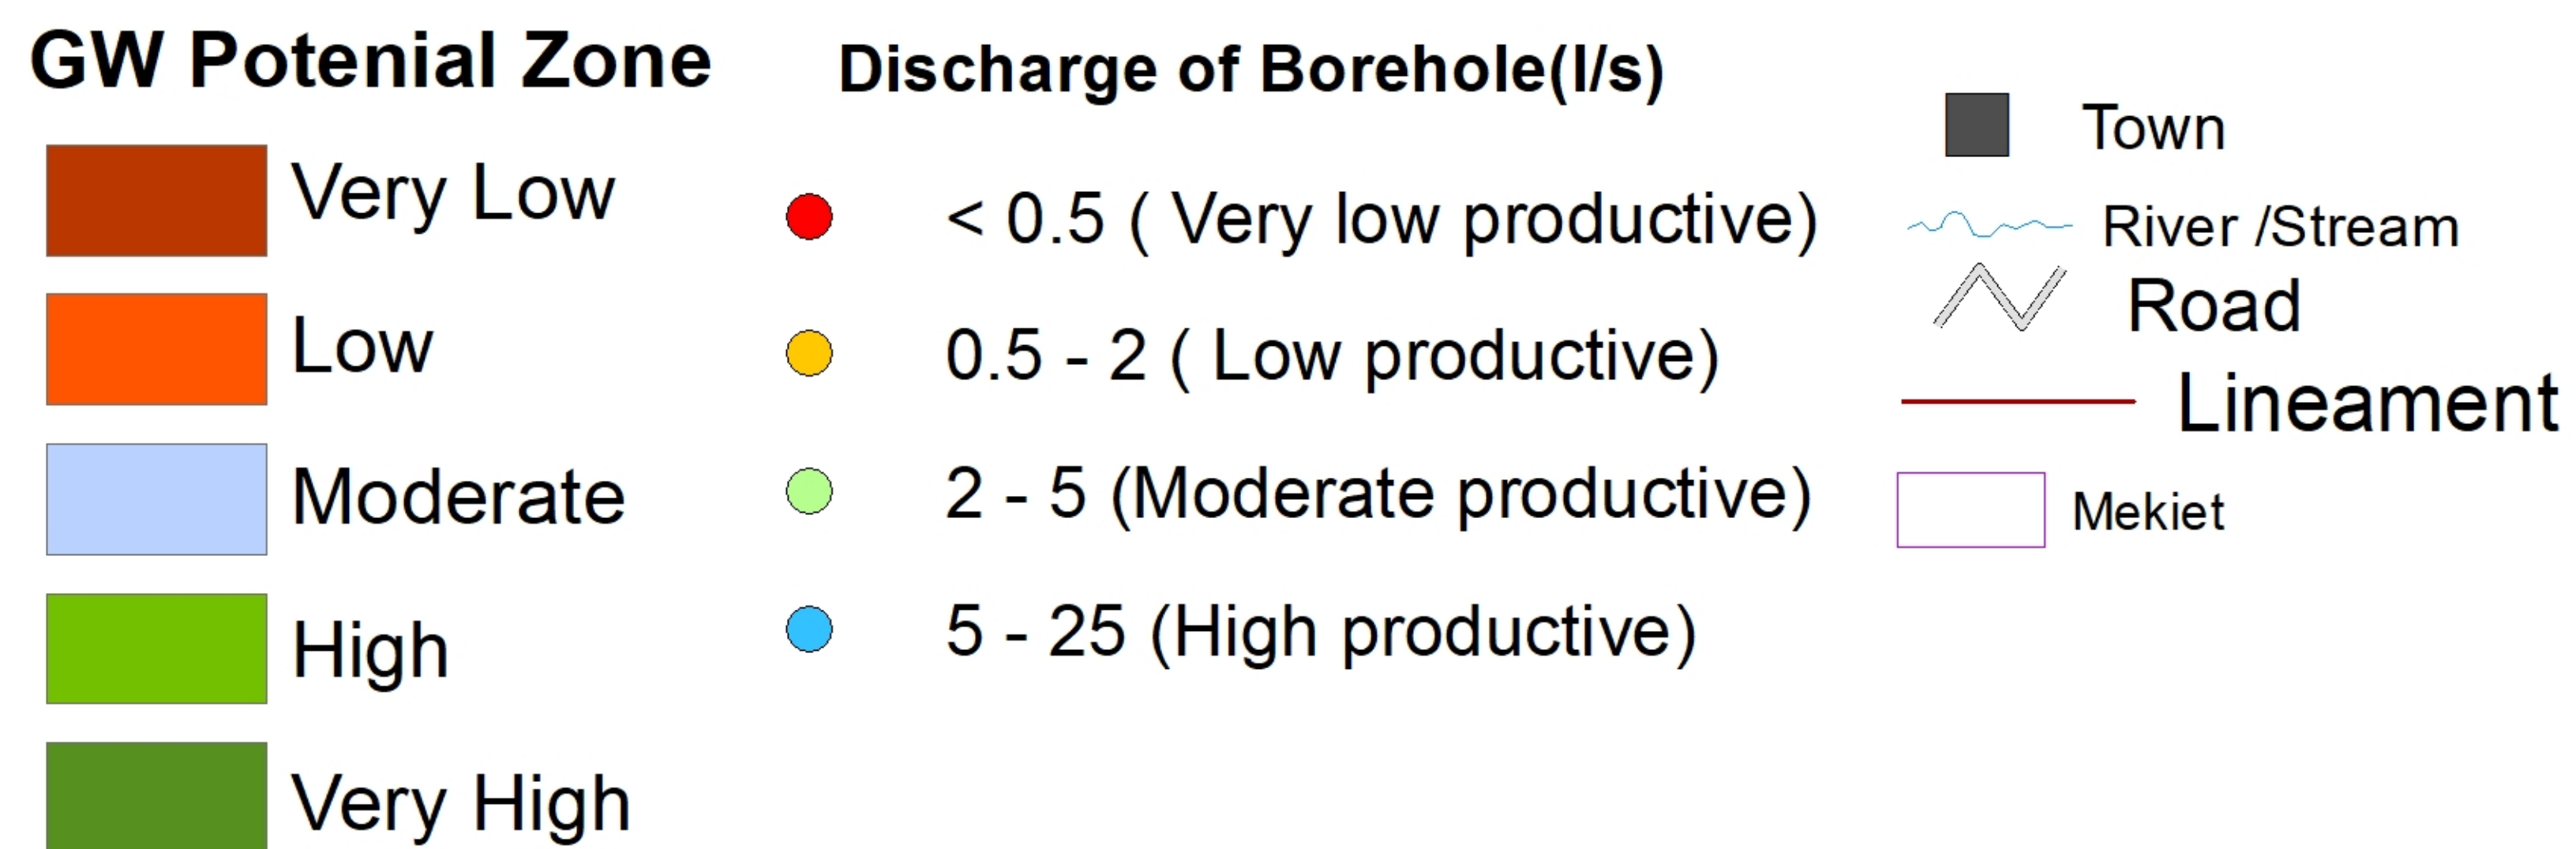 GW Potenial Zone
Very Low
Low
Moderate
High
Very High
Discharge of Borehole(l/s)
< 0.5 ( Very low productive)
0.5 - 2 ( Low productive)
2 - 5 (Moderate productive)
5 - 25 (High productive)
Town
River /Stream
Road
Lineament
Mekiet